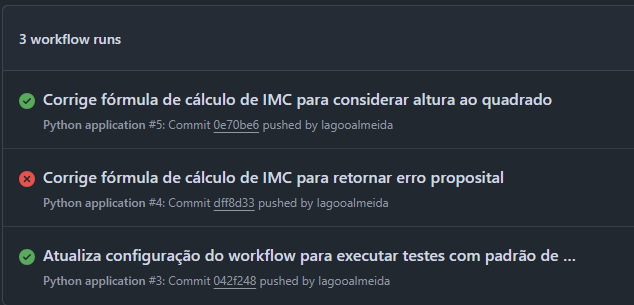 3 workflow runs
Corrige fórmula de cálculo de IMC para considerar altura ao quadrado
Python application #5: Commit 0e70be6 pushed by lagooalmeida
Corrige fórmula de cálculo de IMC para retornar erro proposital
Python application #4: Commit dff8d33 pushed by lagooalmeida
Atualiza configuração do workflow para executar testes com padrão de ...
Python application #3: Commit 042f248 pushed by lagooalmeida